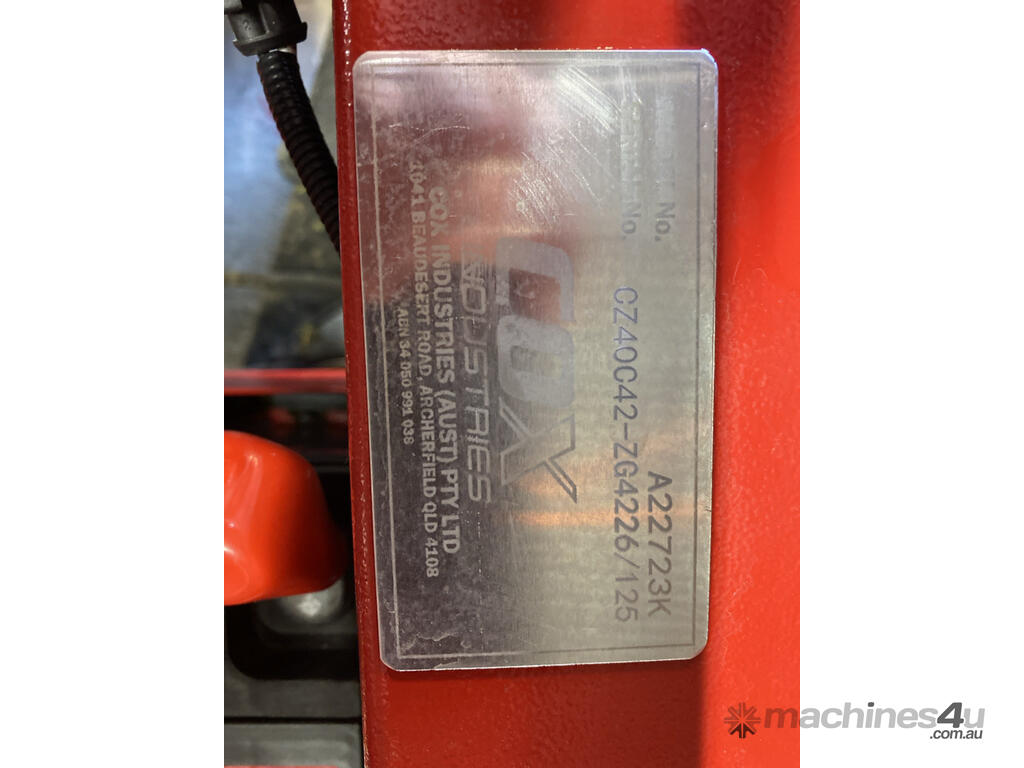 No. A22723K
No. CZ40C42-ZG4226/125
COX
INDUSTRIES
COX INDUSTRIES (AUST) PTY LTD
1041 BEAUDESERT ROAD, ARCHERFIELD QLD 4108
ABN 34 050 991 038
machines4u
.com.au